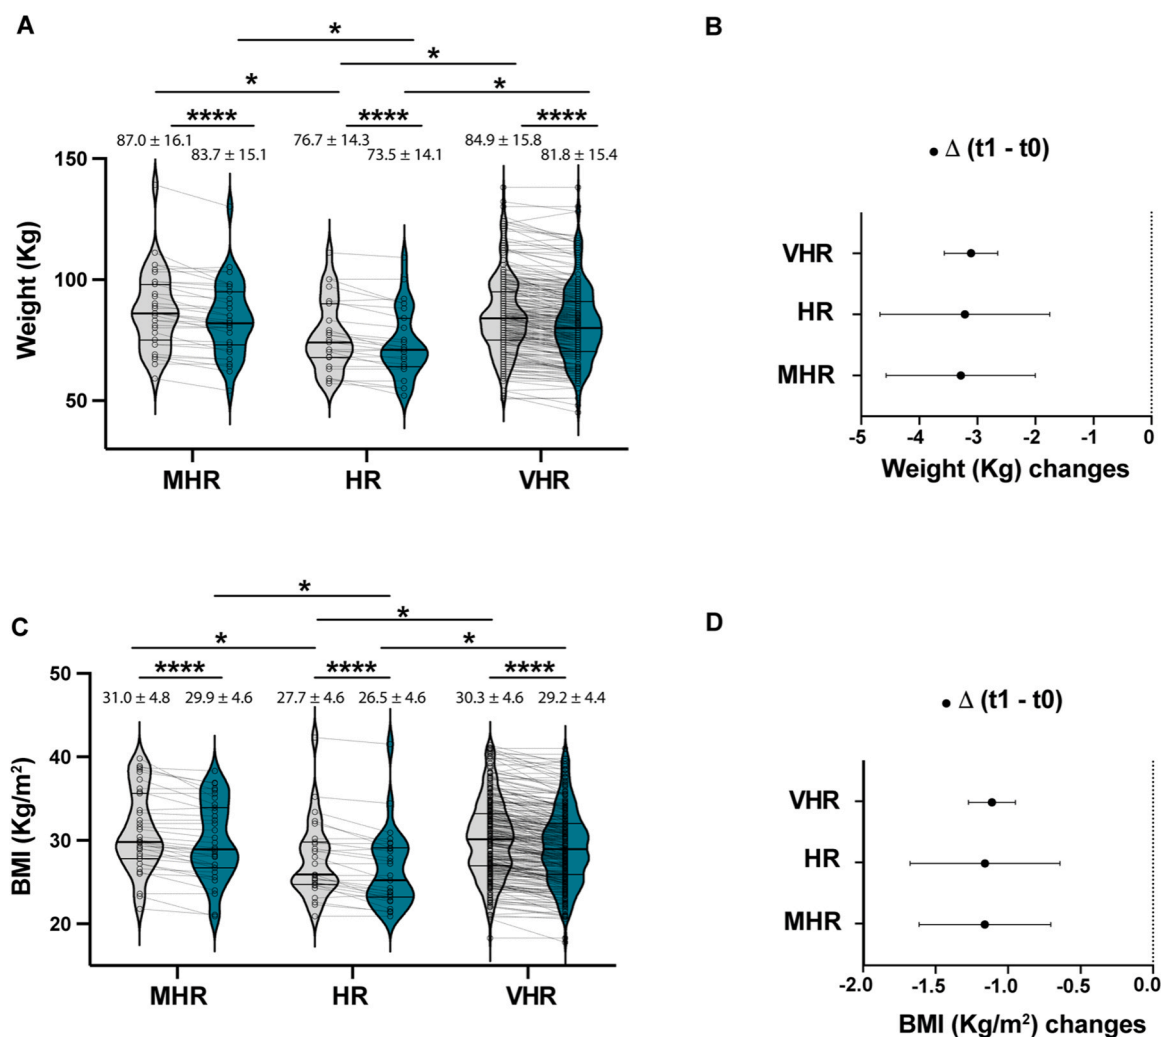 A
*
*
*
*
****
****
****
87.0 ± 16.1
83.7 ± 15.1
76.7 ± 14.3
73.5 ± 14.1
84.9 ± 15.8
81.8 ± 15.4
Weight (Kg)
150
100
50
MHR HR VHR
B
Δ (t1 - t0)
VHR
HR
MHR
-5 -4 -3 -2 -1 0
Weight (Kg) changes
C
*
*
*
*
****
****
****
31.0 ± 4.8 29.9 ± 4.6 27.7 ± 4.6 26.5 ± 4.6 30.3 ± 4.6 29.2 ± 4.4
BMI (Kg/m²)
50
40
30
20
MHR HR VHR
D
Δ (t1 - t0)
VHR
HR
MHR
-2.0 -1.5 -1.0 -0.5 0.0
BMI (Kg/m²) changes